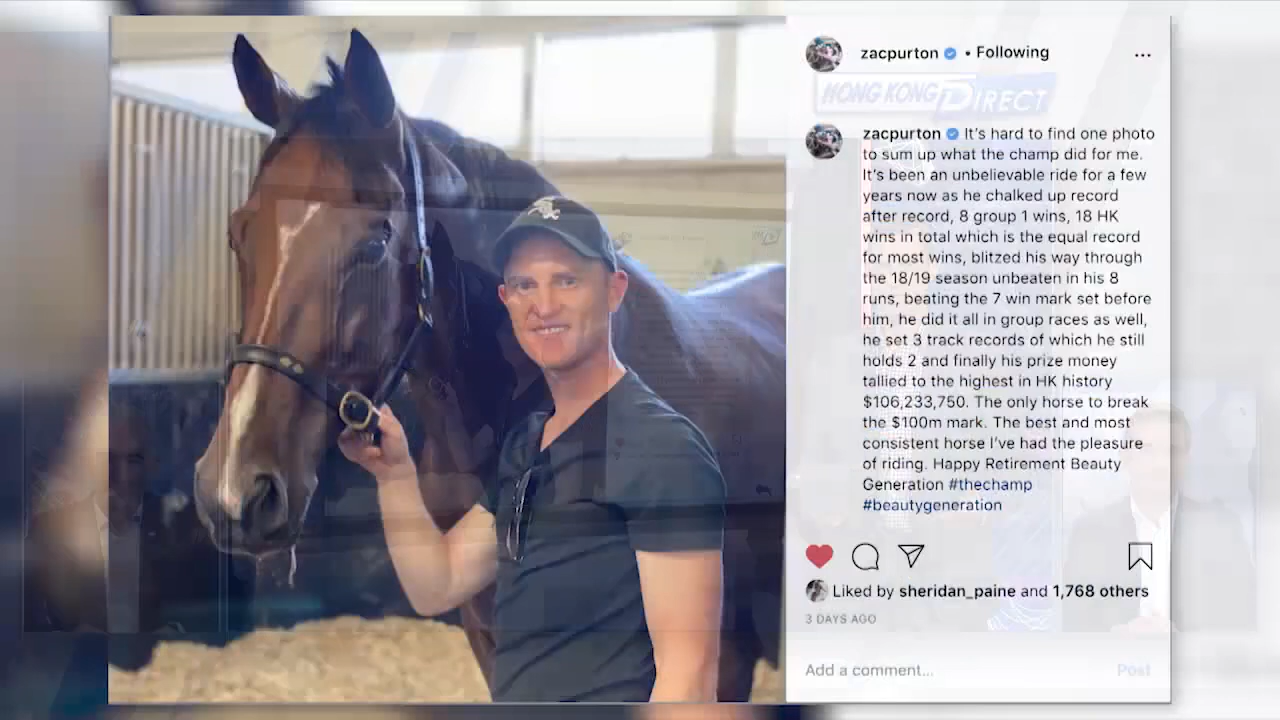 zacpurton • Following
...
HONG KONG DIRECT
zacpurton It's hard to find one photo
to sum up what the champ did for me.
It's been an unbelievable ride for a few
years now as he chalked up record
after record, 8 group 1 wins, 18 HK
wins in total which is the equal record
for most wins, blitzed his way through
the 18/19 season unbeaten in his 8
runs, beating the 7 win mark set before
him, he did it all in group races as well,
he set 3 track records of which he still
holds 2 and finally his prize money
tallied to the highest in HK history
$106,233,750. The only horse to break
the $100m mark. The best and most
consistent horse I've had the pleasure
of riding. Happy Retirement Beauty
Generation #thechamp
#beautygeneration
Liked by sheridan_paine and 1,768 others
3 DAYS AGO
Add a comment... Post